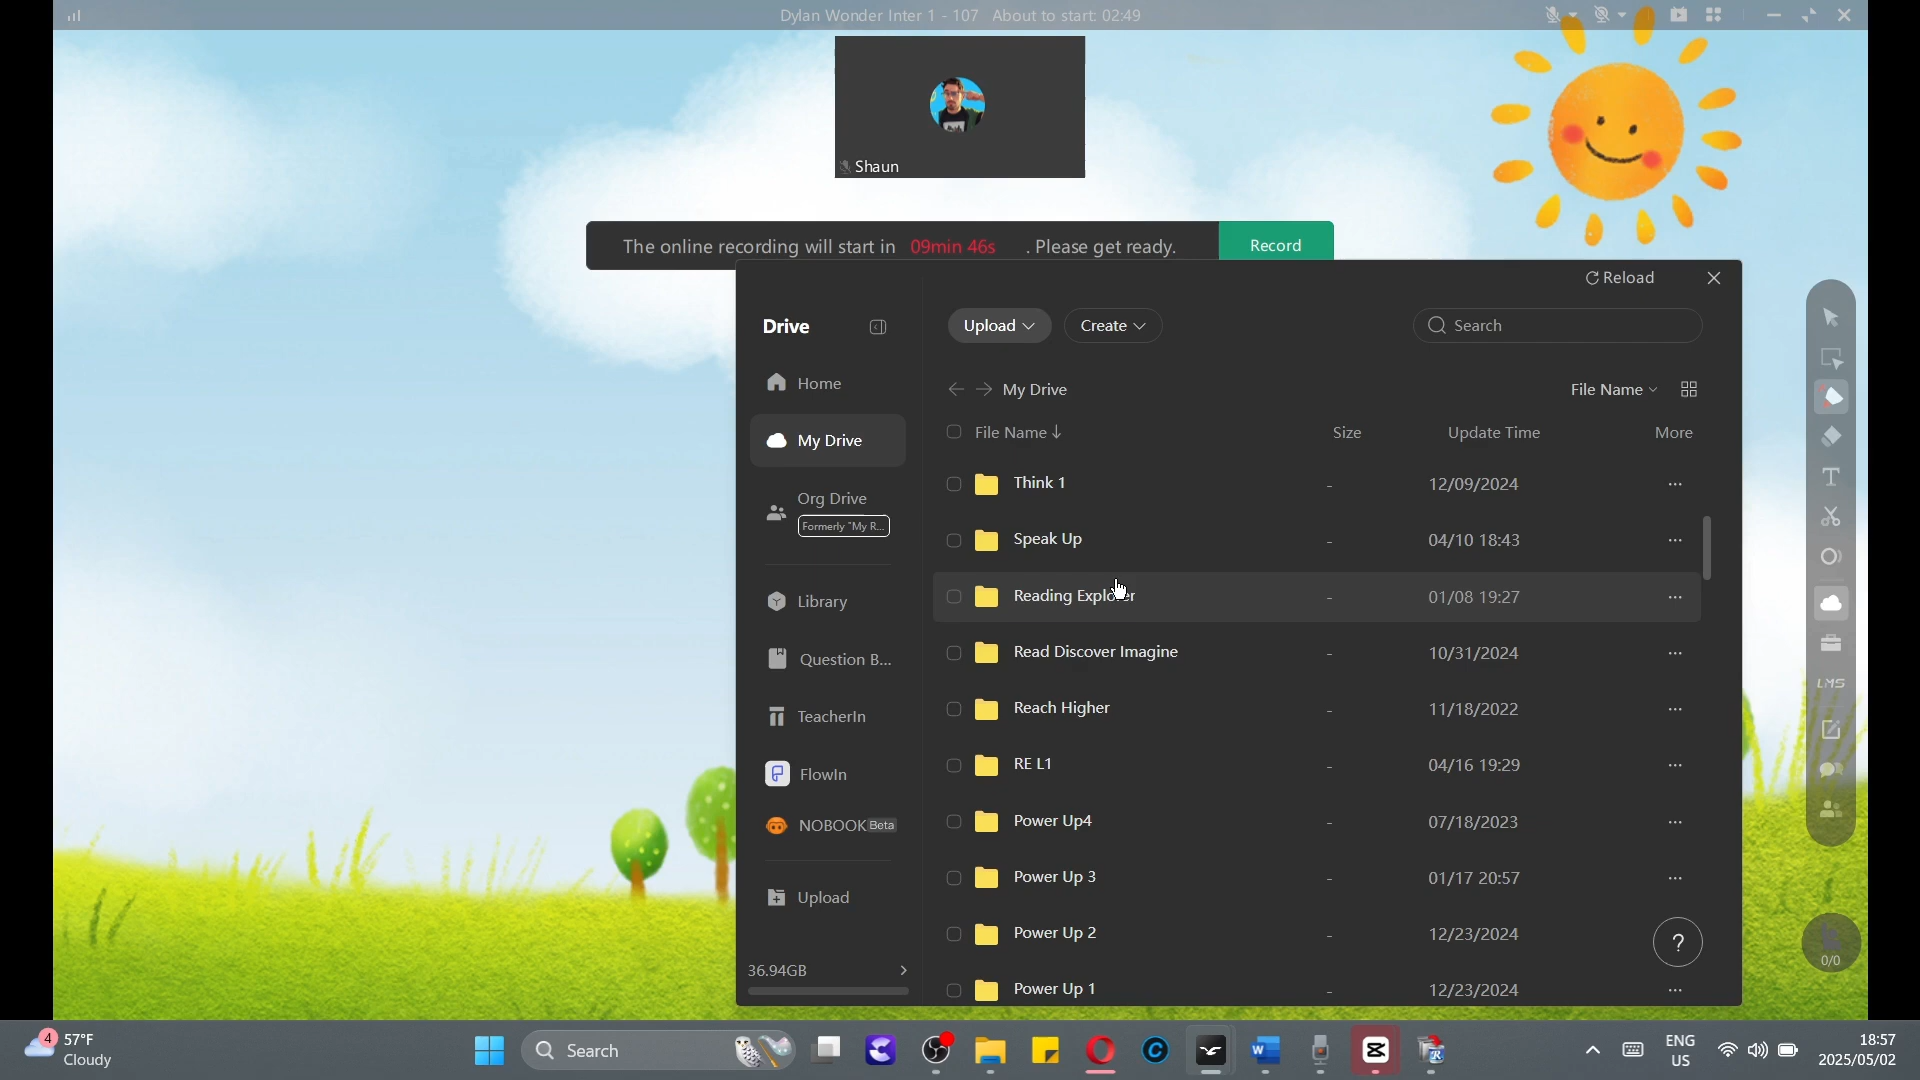 Dylan Wonder Inter 1 - 107 About to start: 02:49
Shaun
The online recording will start in 09min 46s . Please get ready.
Record
Reload
Drive
Upload
Create
Search
Home
My Drive
File Name
My Drive
File Name
Size
Update Time
More
Think 1 - 12/09/2024 ...
Org Drive
Formerly "My R...
Speak Up - 04/10 18:43 ...
Library
Reading Explorer - 01/08 19:27 ...
Question B...
Read Discover Imagine - 10/31/2024 ...
LMS
TeacherIn
Reach Higher - 11/18/2022 ...
FlowIn
RE L1 - 04/16 19:29 ...
NOBOOK Beta
Power Up4 - 07/18/2023 ...
Upload
Power Up 3 - 01/17 20:57 ...
Power Up 2 - 12/23/2024
?
0/0
36.94GB
Power Up 1 - 12/23/2024 ...
4
57°F
Cloudy
Search
ENG
US
18:57
2025/05/02